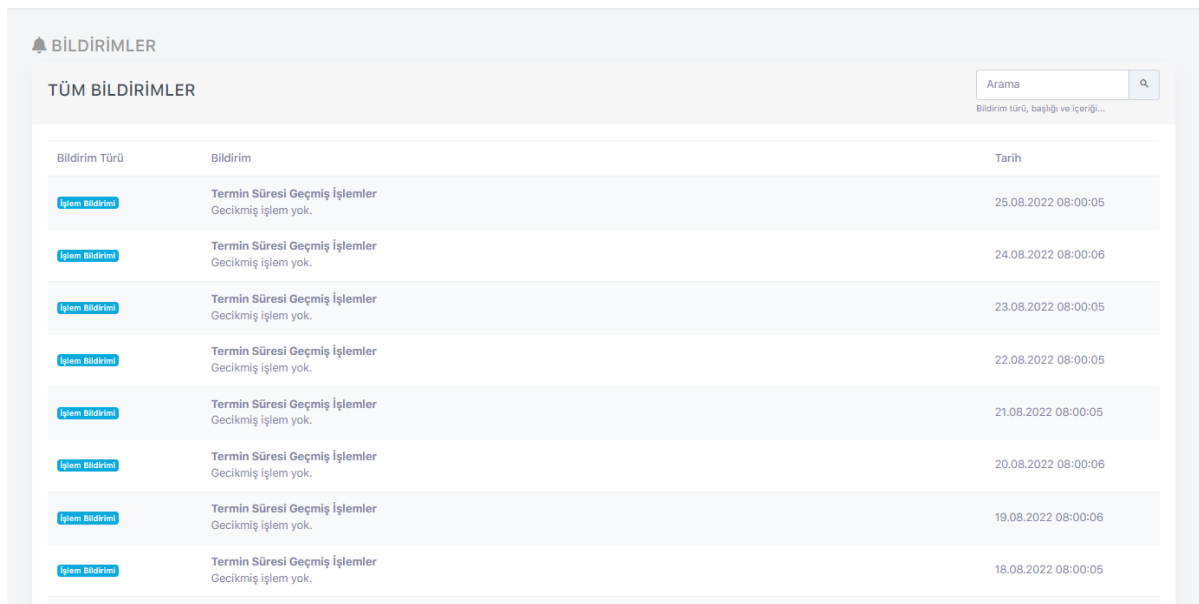 BİLDİRİMLER
TÜM BİLDİRİMLER
Arama
Bildirim türü, başlığı ve içeriği...
Bildirim Türü Bildirim Tarih
İşlem Bildirimi Termin Süresi Geçmiş İşlemler 25.08.2022 08:00:05
Gecikmiş işlem yok.
İşlem Bildirimi Termin Süresi Geçmiş İşlemler 24.08.2022 08:00:06
Gecikmiş işlem yok.
İşlem Bildirimi Termin Süresi Geçmiş İşlemler 23.08.2022 08:00:05
Gecikmiş işlem yok.
İşlem Bildirimi Termin Süresi Geçmiş İşlemler 22.08.2022 08:00:05
Gecikmiş işlem yok.
İşlem Bildirimi Termin Süresi Geçmiş İşlemler 21.08.2022 08:00:05
Gecikmiş işlem yok.
İşlem Bildirimi Termin Süresi Geçmiş İşlemler 20.08.2022 08:00:06
Gecikmiş işlem yok.
İşlem Bildirimi Termin Süresi Geçmiş İşlemler 19.08.2022 08:00:06
Gecikmiş işlem yok.
İşlem Bildirimi Termin Süresi Geçmiş İşlemler 18.08.2022 08:00:05
Gecikmiş işlem yok.